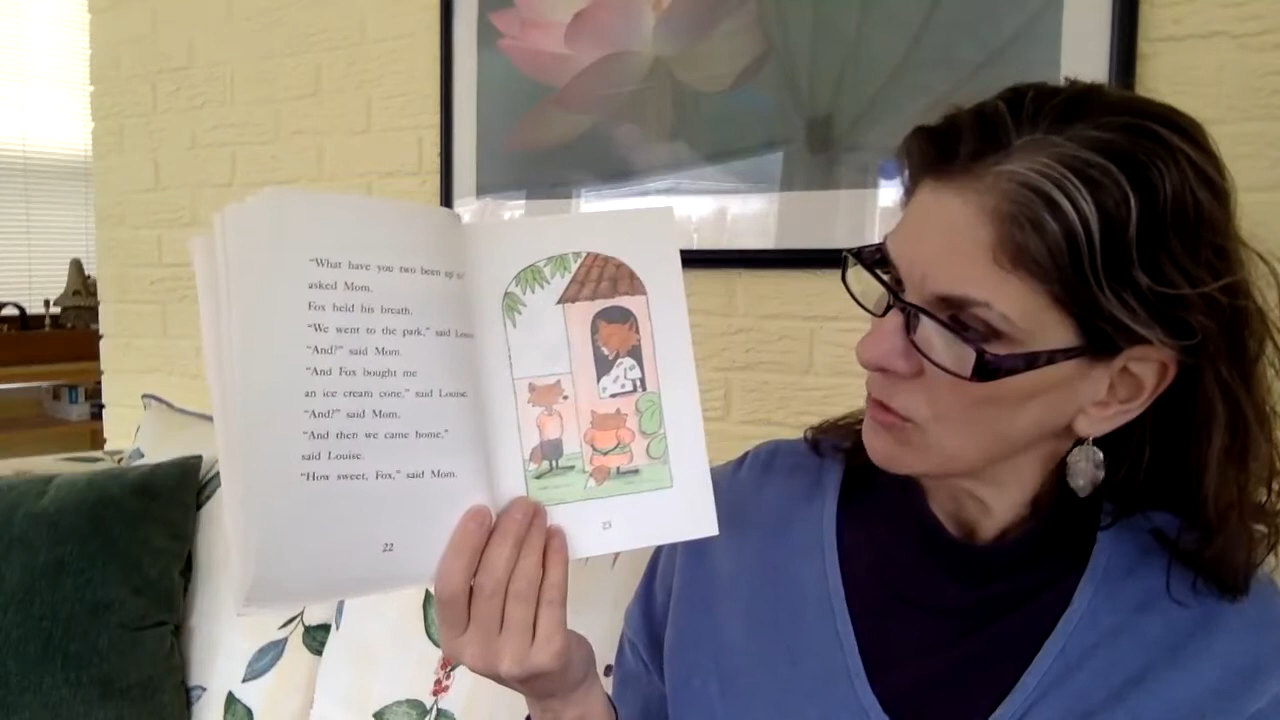 "What have you two been up to?"
asked Mom.
Fox held his breath.
"We went to the park," said Louise.
"And?" said Mom.
"And Fox bought me
an ice cream cone," said Louise.
"And?" said Mom.
"And then we came home,"
said Louise.
"How sweet, Fox," said Mom.
22
23